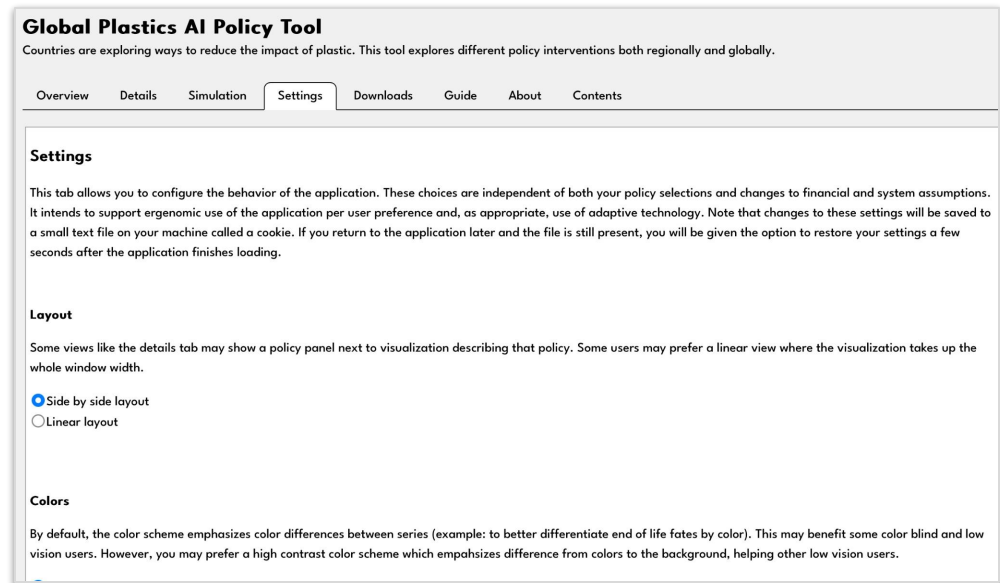 Global Plastics AI Policy Tool
Countries are exploring ways to reduce the impact of plastic. This tool explores different policy interventions both regionally and globally.
Overview Details Simulation Settings Downloads Guide About Contents
Settings
This tab allows you to configure the behavior of the application. These choices are independent of both your policy selections and changes to financial and system assumptions.
It intends to support ergonomic use of the application per user preference and, as appropriate, use of adaptive technology. Note that changes to these settings will be saved to
a small text file on your machine called a cookie. If you return to the application later and the file is still present, you will be given the option to restore your settings a few
seconds after the application finishes loading.
Layout
Some views like the details tab may show a policy panel next to visualization describing that policy. Some users may prefer a linear view where the visualization takes up the
whole window width.
Side by side layout
Linear layout
Colors
By default, the color scheme emphasizes color differences between series (example: to better differentiate end of life fates by color). This may benefit some color blind and low
vision users. However, you may prefer a high contrast color scheme which empahsizes difference from colors to the background, helping other low vision users.